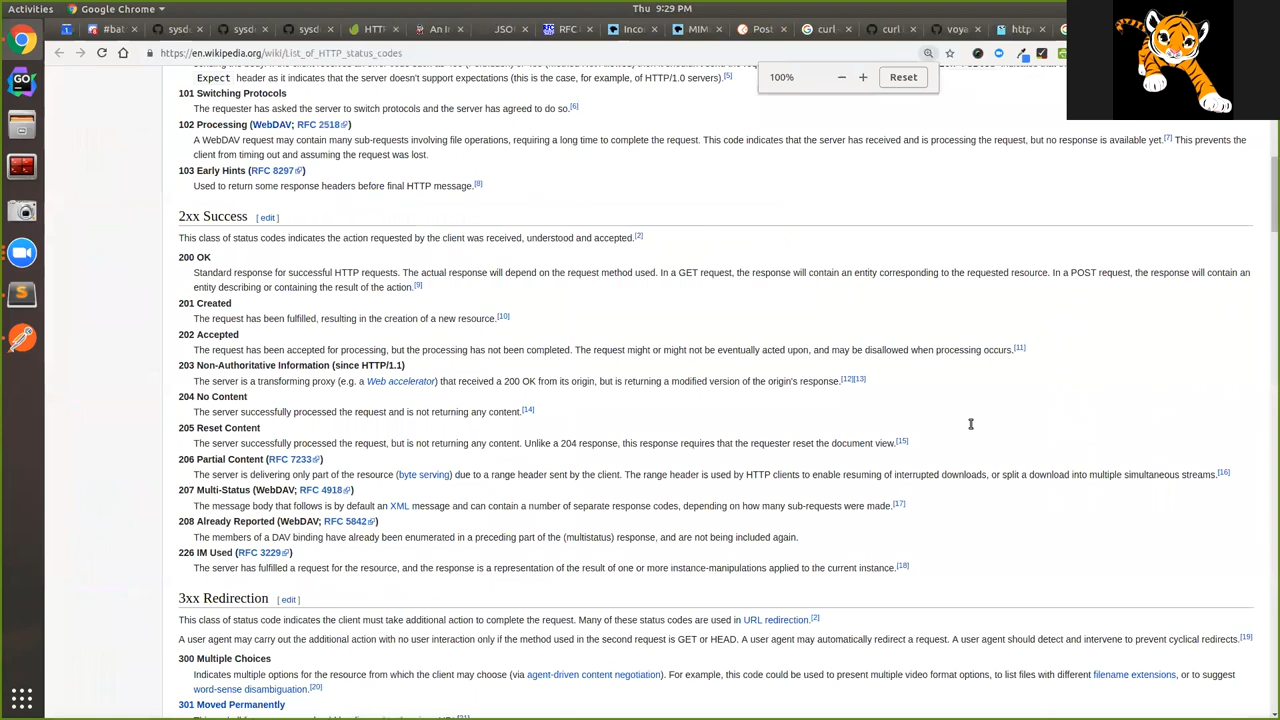 Activities
Google Chrome
Thu 9:29 PM
#bat
sysd
sysd
sysd
HTT
An I
JSO
RFC
Inco
MIM
Post
curl
curl
voya
http
https://en.wikipedia.org/wiki/List_of_HTTP_status_codes
100%
Reset
GO
Expect header as it indicates that the server doesn't support expectations (this is the case, for example, of HTTP/1.0 servers).[5]
101 Switching Protocols
The requester has asked the server to switch protocols and the server has agreed to do so.[6]
102 Processing (WebDAV; RFC 2518)
A WebDAV request may contain many sub-requests involving file operations, requiring a long time to complete the request. This code indicates that the server has received and is processing the request, but no response is available yet.[7] This prevents the
client from timing out and assuming the request was lost.
103 Early Hints (RFC 8297)
Used to return some response headers before final HTTP message.[8]
2xx Success [ edit ]
This class of status codes indicates the action requested by the client was received, understood and accepted.[2]
200 OK
Standard response for successful HTTP requests. The actual response will depend on the request method used. In a GET request, the response will contain an entity corresponding to the requested resource. In a POST request, the response will contain an
entity describing or containing the result of the action.[9]
201 Created
The request has been fulfilled, resulting in the creation of a new resource.[10]
202 Accepted
The request has been accepted for processing, but the processing has not been completed. The request might or might not be eventually acted upon, and may be disallowed when processing occurs.[11]
203 Non-Authoritative Information (since HTTP/1.1)
The server is a transforming proxy (e.g. a Web accelerator) that received a 200 OK from its origin, but is returning a modified version of the origin's response.[12][13]
204 No Content
The server successfully processed the request and is not returning any content.[14]
205 Reset Content
The server successfully processed the request, but is not returning any content. Unlike a 204 response, this response requires that the requester reset the document view.[15]
206 Partial Content (RFC 7233)
The server is delivering only part of the resource (byte serving) due to a range header sent by the client. The range header is used by HTTP clients to enable resuming of interrupted downloads, or split a download into multiple simultaneous streams.[16]
207 Multi-Status (WebDAV; RFC 4918)
The message body that follows is by default an XML message and can contain a number of separate response codes, depending on how many sub-requests were made.[17]
208 Already Reported (WebDAV; RFC 5842)
The members of a DAV binding have already been enumerated in a preceding part of the (multistatus) response, and are not being included again.
226 IM Used (RFC 3229)
The server has fulfilled a request for the resource, and the response is a representation of the result of one or more instance-manipulations applied to the current instance.[18]
3xx Redirection [ edit ]
This class of status code indicates the client must take additional action to complete the request. Many of these status codes are used in URL redirection.[2]
A user agent may carry out the additional action with no user interaction only if the method used in the second request is GET or HEAD. A user agent may automatically redirect a request. A user agent should detect and intervene to prevent cyclical redirects.[19]
300 Multiple Choices
Indicates multiple options for the resource from which the client may choose (via agent-driven content negotiation). For example, this code could be used to present multiple video format options, to list files with different filename extensions, or to suggest
word-sense disambiguation.[20]
301 Moved Permanently